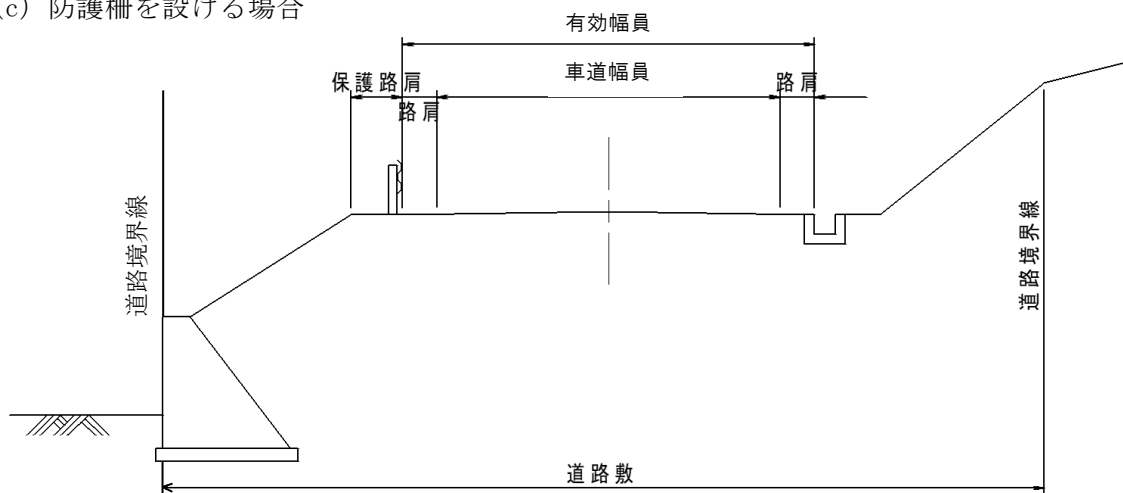 (c) 防護柵を設ける場合
有効幅員
保護路肩
車道幅員
路肩
路肩
道路境界線
道路境界線
道路敷